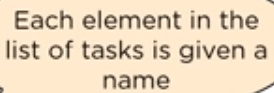 Each element in the
list of tasks is given a
name